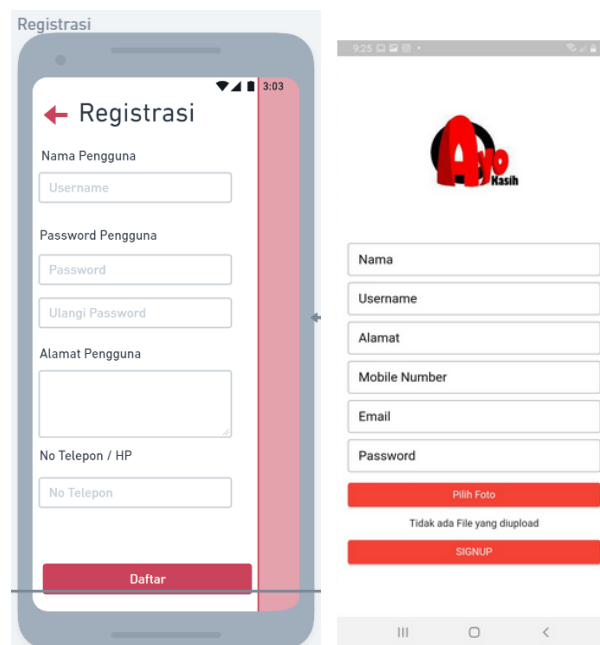 Registrasi
3:03
Registrasi
Nama Pengguna
Username
Password Pengguna
Password
Ulangi Password
Alamat Pengguna
No Telepon / HP
No Telepon
Daftar
9:25
Ayo
Kasih
Nama
Username
Alamat
Mobile Number
Email
Password
Pilih Foto
Tidak ada File yang diupload
SIGNUP